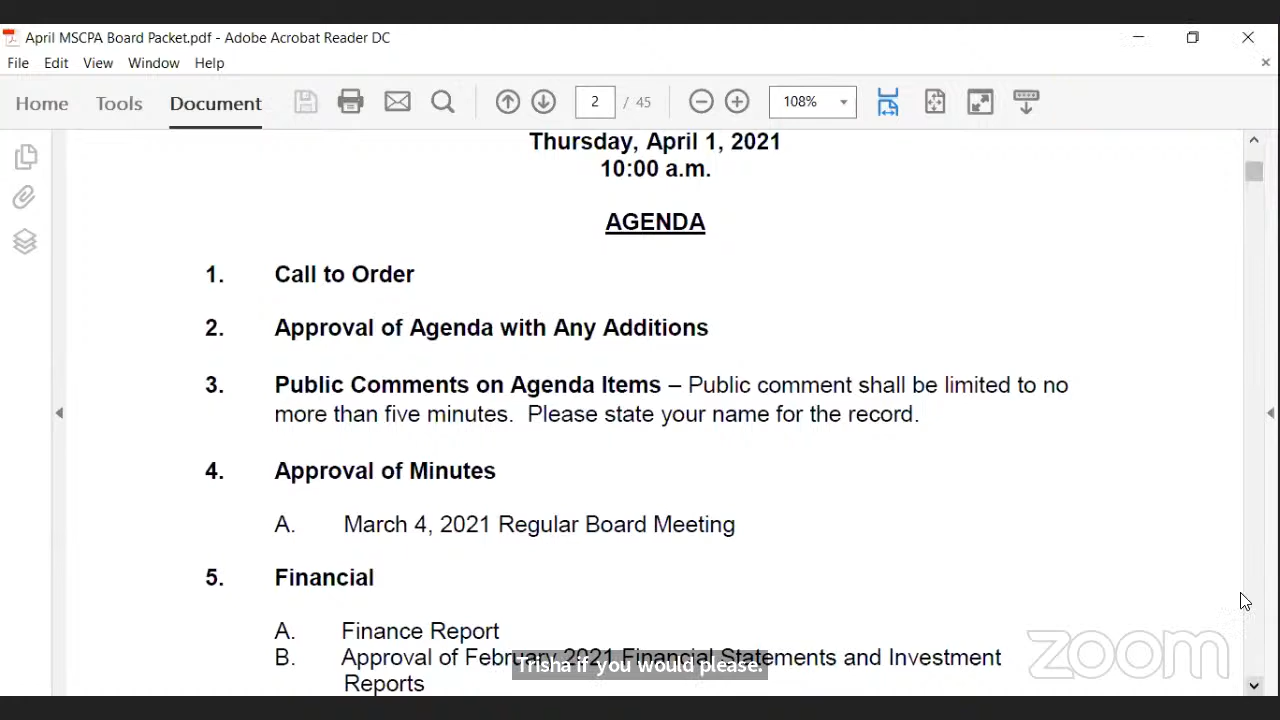 April MSCPA Board Packet.pdf - Adobe Acrobat Reader DC
File Edit View Window Help
Home Tools Document 2 / 45 108%
Thursday, April 1, 2021
10:00 a.m.
AGENDA
1. Call to Order
2. Approval of Agenda with Any Additions
3. Public Comments on Agenda Items – Public comment shall be limited to no
more than five minutes. Please state your name for the record.
4. Approval of Minutes
A. March 4, 2021 Regular Board Meeting
5. Financial
A. Finance Report
B. Approval of February 2021 Financial Statements and Investment
Reports
Trisha if you would please.
zoom